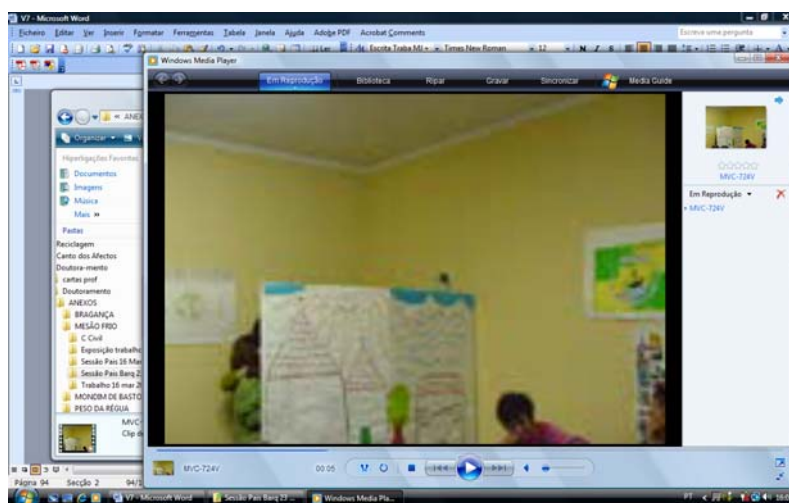 V7 - Microsoft Word
Ficheiro Editar Ver Inserir Formatar Ferramentas Tabela Janela Ajuda Adobe PDF Acrobat Comments
Escreva uma pergunta
Ler
Times New Roman 12 N I S
Windows Media Player
Em Reprodução Biblioteca Ripar Gravar Sincronizar Media Guide
Organizar
Hiperligações Favoritas
Documentos
Imagens
Música
Mais »
Pastas
Reciclagem
Canto dos Afectos
Doutora-mento
cartas prof
Doutoramento
ANEXOS
BRAGANÇA
MESÃO FRIO
C Civil
Exposição trabalho
Sessão Pais 16 Mar
Sessão Pais Barq 2
Trabalho 16 mar 2
MONDIM DE BASTO
PESO DA RÉGUA
MVC
Clip d
MVC-724V
Em Reprodução
MVC-724V
MVC-724V
00:05
Página 94 Secção 2 94/1
V7 - Microsoft Word
Sessão Pais Barq 23 ...
Windows Media Pla...
PT